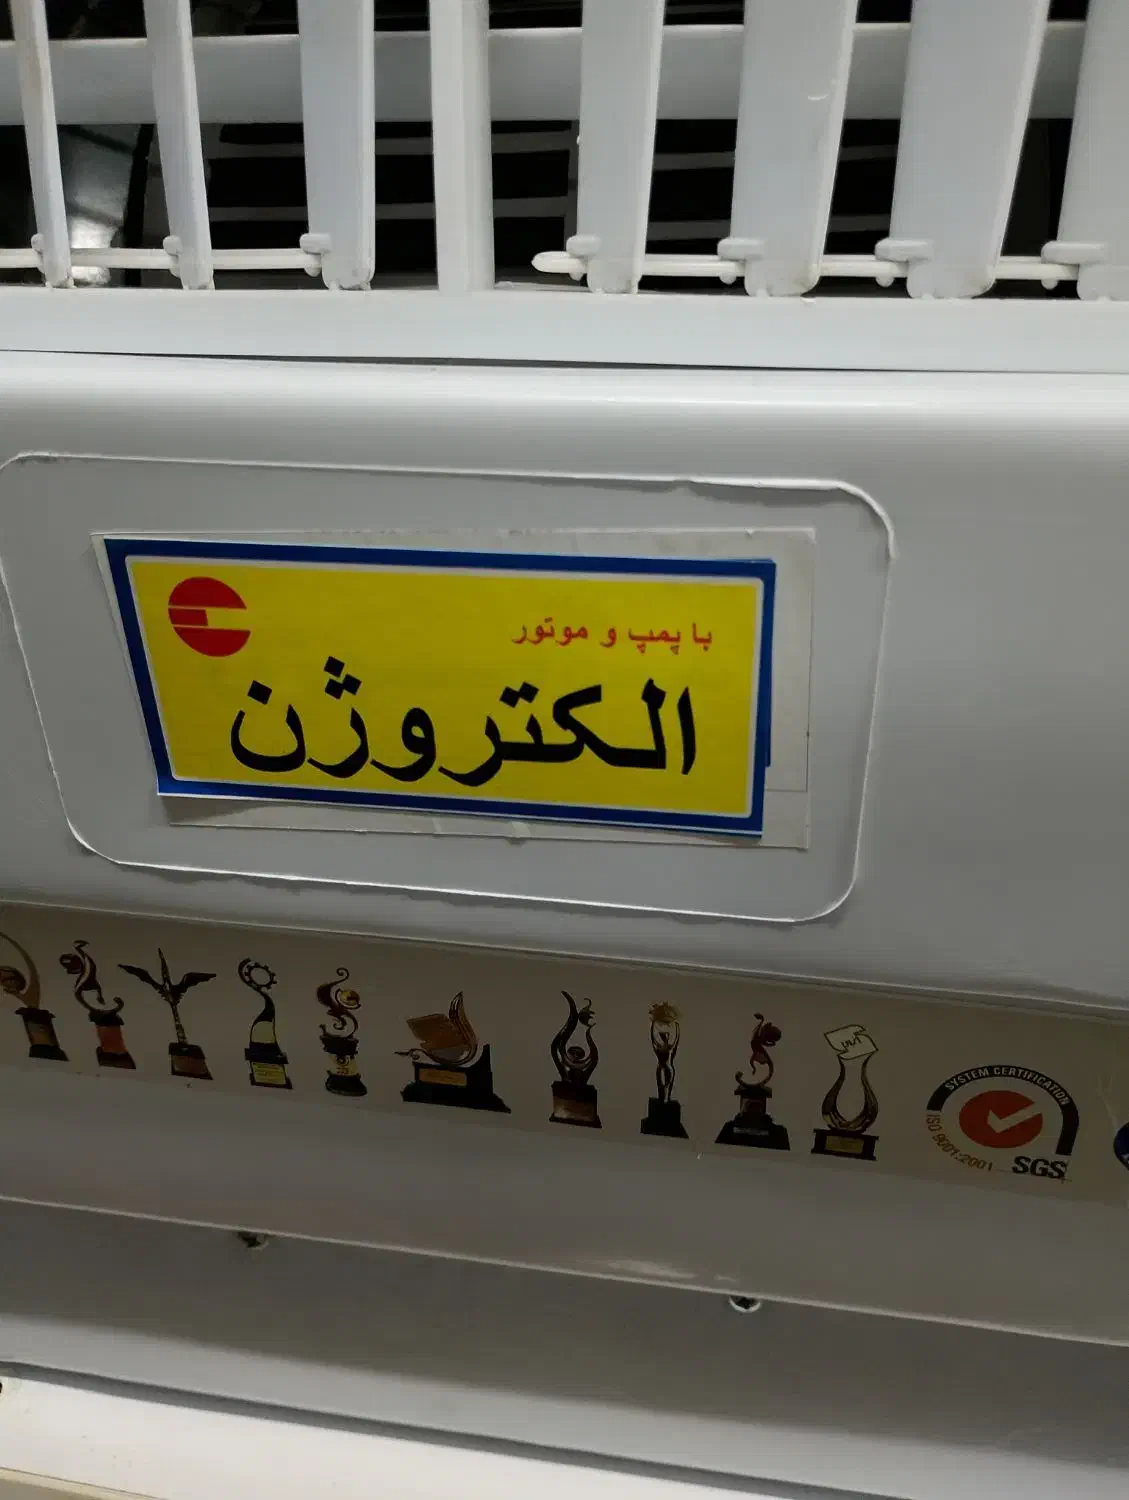 با پمپ و موتور
الکتروژن
SYSTEM CERTIFICATION
ISO 9001:2001
SGS